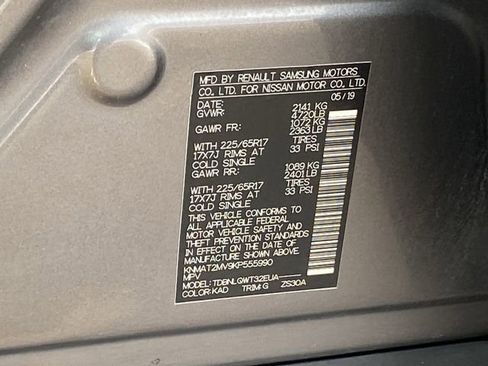 MFD BY RENAULT SAMSUNG MOTORS
CO., LTD. FOR NISSAN MOTOR CO., LTD.
DATE: 05/19
GVWR: 2141 KG
4720LB
GAWR FR: 1072 KG
2363LB
WITH 225/65R17 TIRES
17X7J RIMS AT 33 PSI
COLD SINGLE
GAWR RR: 1089 KG
2401LB
WITH 225/65R17 TIRES
17X7J RIMS AT 33 PSI
COLD SINGLE
THIS VEHICLE CONFORMS TO
ALL APPLICABLE FEDERAL
MOTOR VEHICLE SAFETY AND
THEFT PREVENTION STANDARDS
IN EFFECT ON THE DATE OF
MANUFACTURE SHOWN ABOVE.
KNMAT2MV9KP555990
MPV
MODEL: TDBNLGWT32EUA-----
COLOR:KAD TRIM:G ZS30A